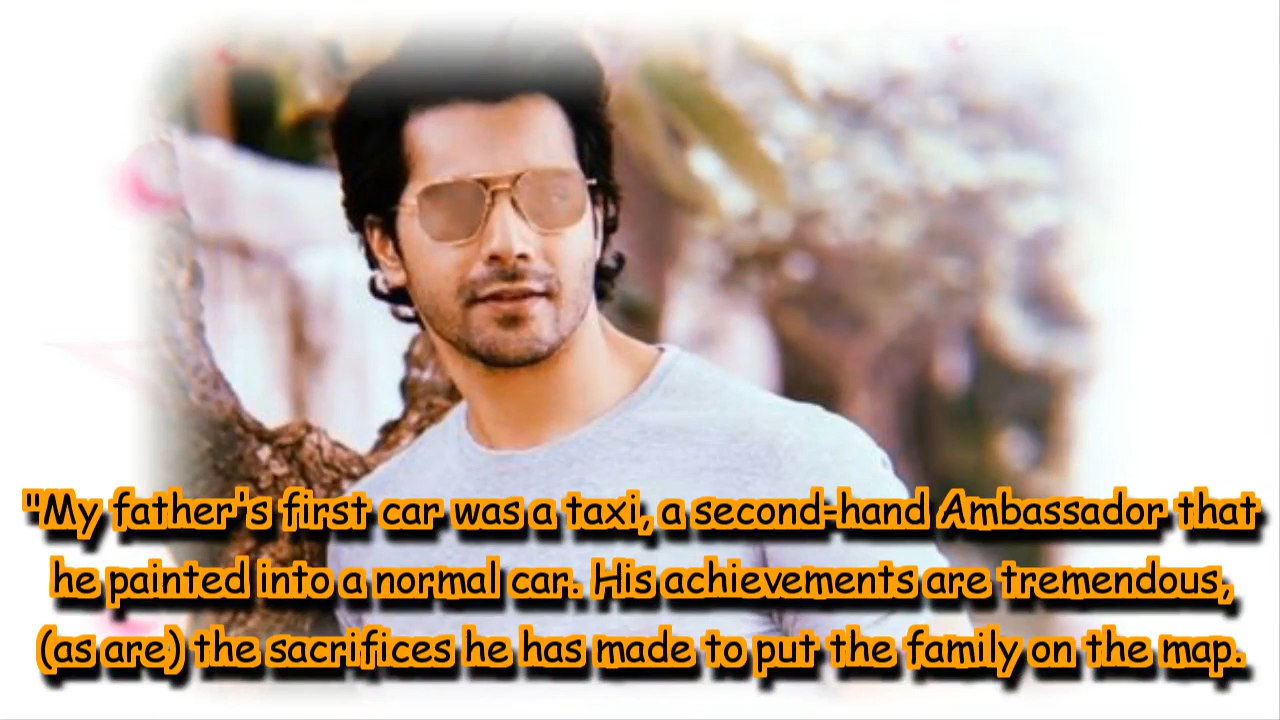 "My father's first car was a taxi, a second-hand Ambassador that
he painted into a normal car. His achievements are tremendous,
(as are) the sacrifices he has made to put the family on the map.